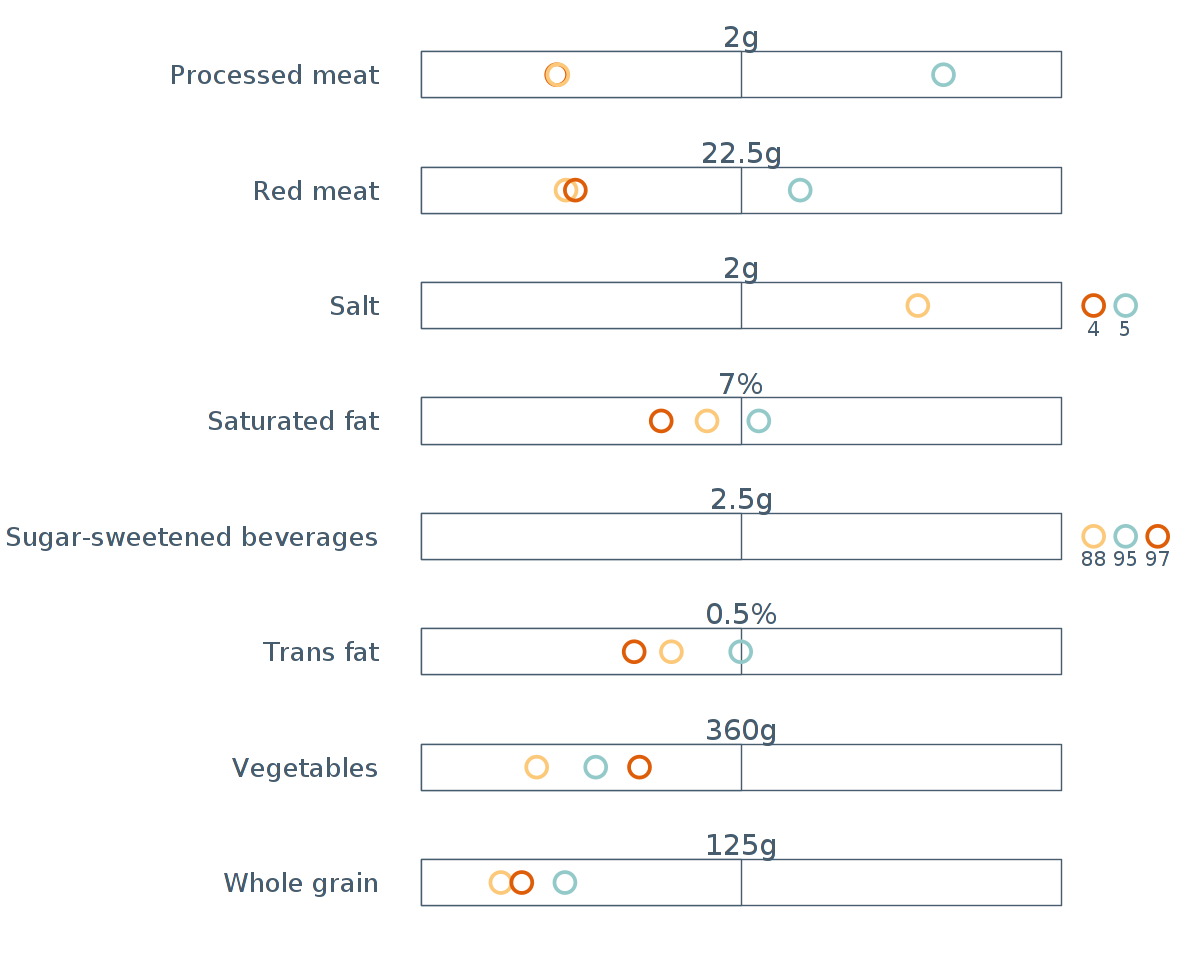 2g
Processed meat
22.5g
Red meat
2g
Salt
4 5
7%
Saturated fat
2.5g
Sugar-sweetened beverages
88 95 97
0.5%
Trans fat
360g
Vegetables
125g
Whole grain